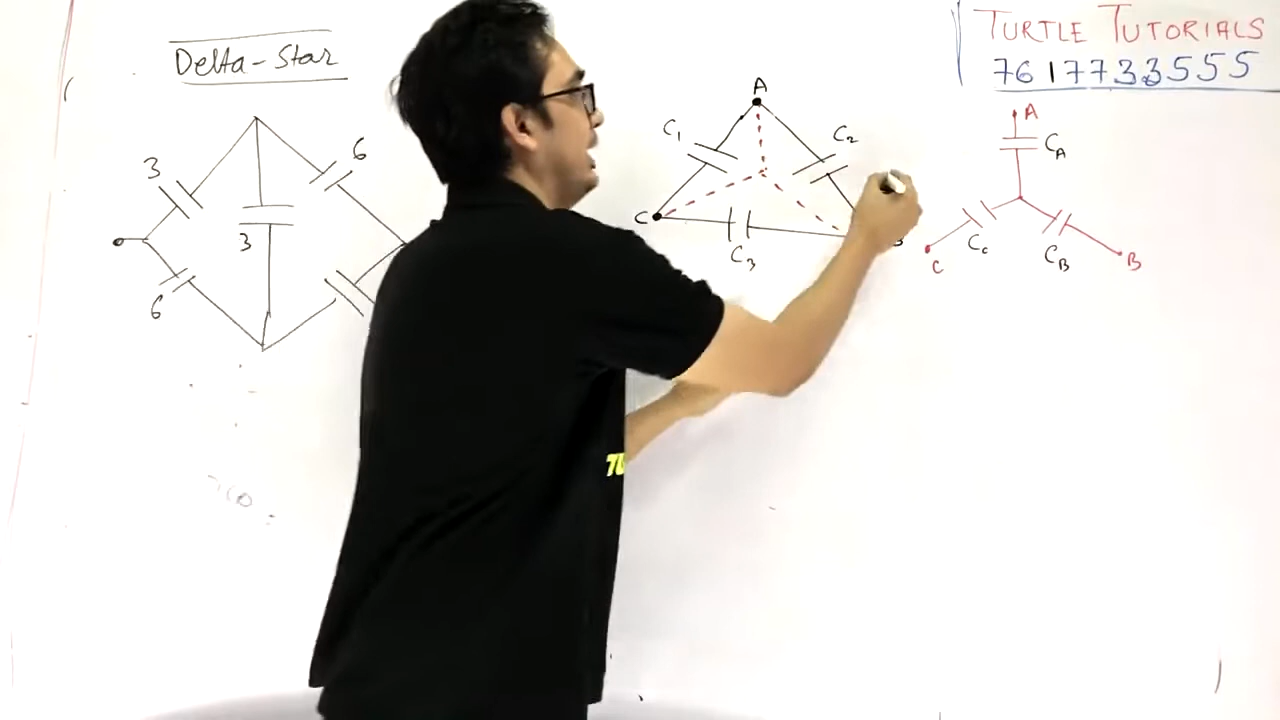 Delta-Star
TURTLE TUTORIALS
7617733555
3
6
3
6
A
C1
C2
C
C3
B
A
CA
C
Cc
CB
B